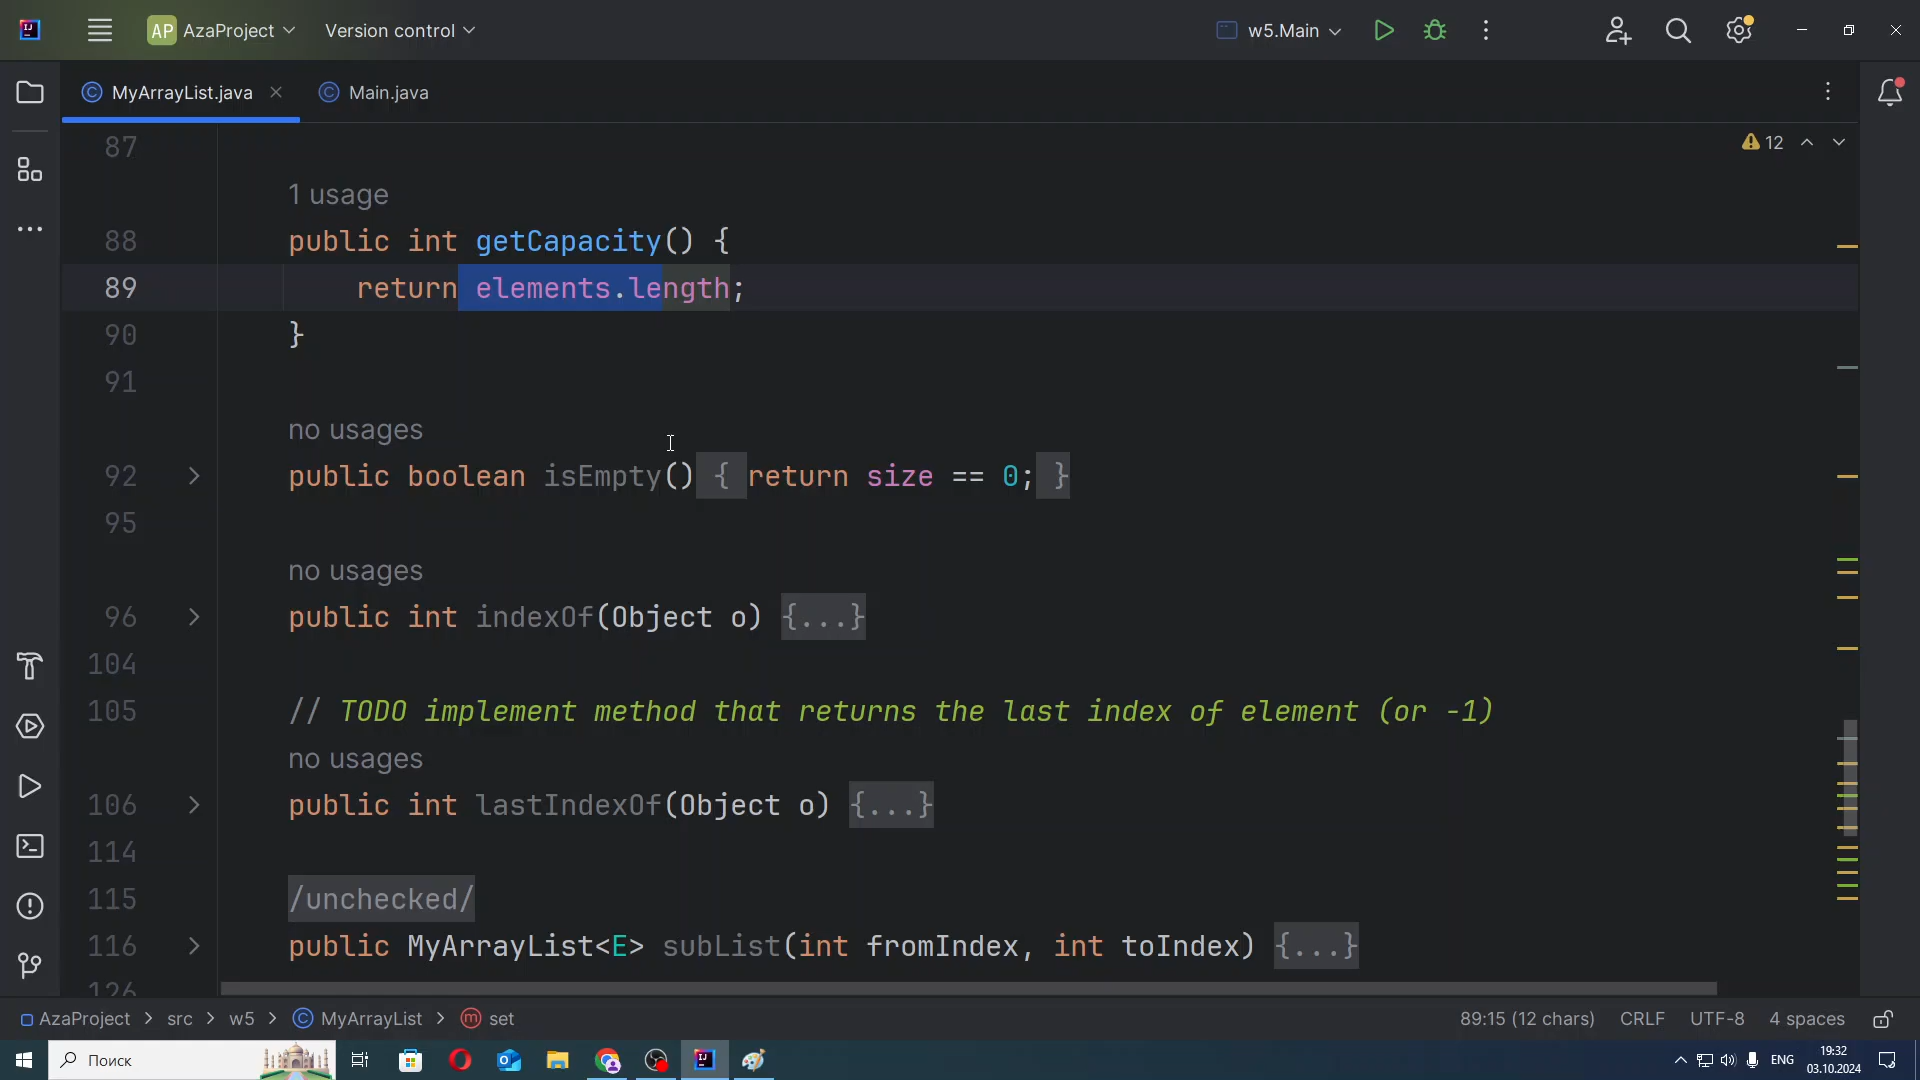 AP AzaProject Version control w5.Main
MyArrayList.java Main.java
87 12
1 usage
88 public int getCapacity() {
89 return elements.length;
90 }
91
no usages
92 public boolean isEmpty() { return size == 0; }
95
no usages
96 public int indexOf(Object o) {...}
104
105 // TODO implement method that returns the last index of element (or -1)
no usages
106 public int lastIndexOf(Object o) {...}
114
115 /unchecked/
116 public MyArrayList<E> subList(int fromIndex, int toIndex) {...}
126
AzaProject > src > w5 > MyArrayList > set 89:15 (12 chars) CRLF UTF-8 4 spaces
Поиск ENG 19:32
03.10.2024